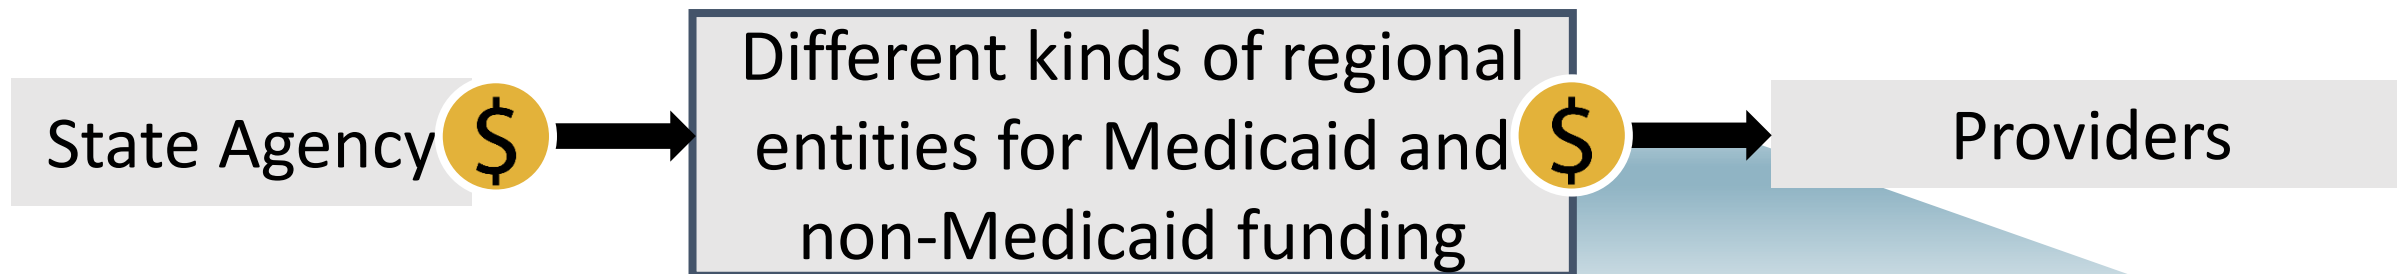 Different kinds of regional
State Agency $ entities for Medicaid and $ Providers
non-Medicaid funding